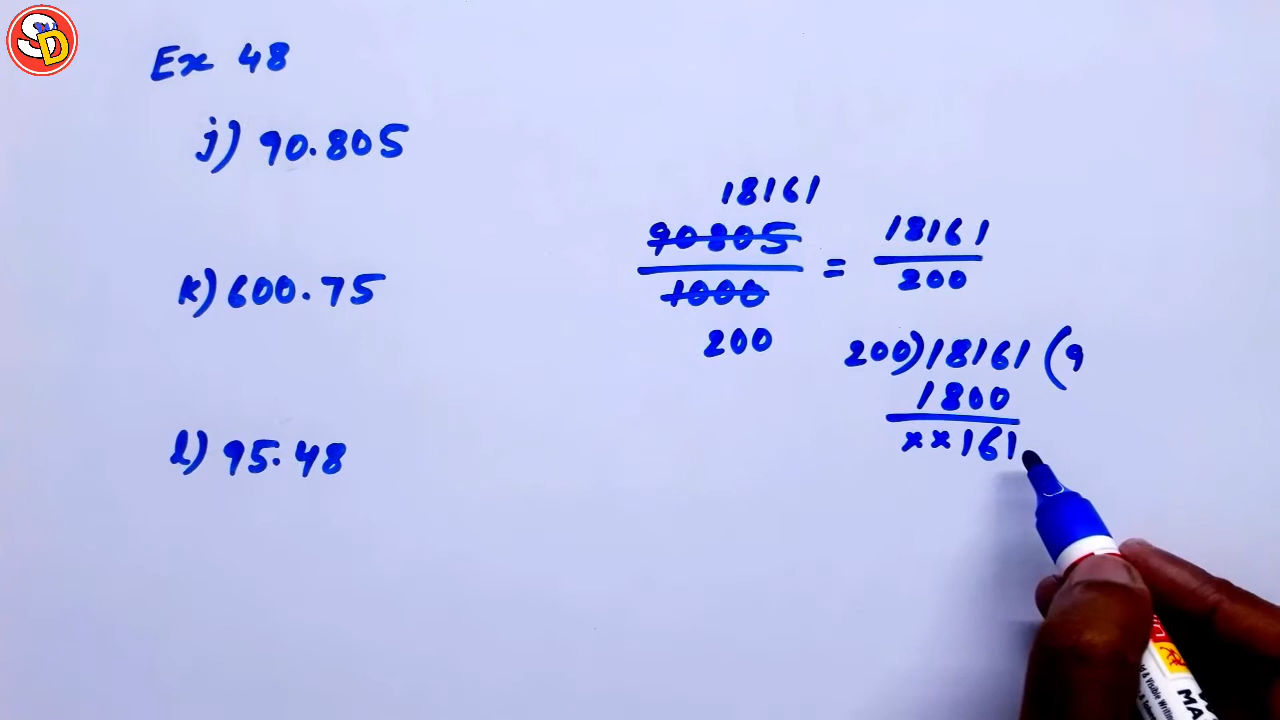 SD
Ex 48
j) 90.805
k) 600.75
l) 95.48
18161
90805
1000
200
=
18161
200
200)18161(9
1800
××161